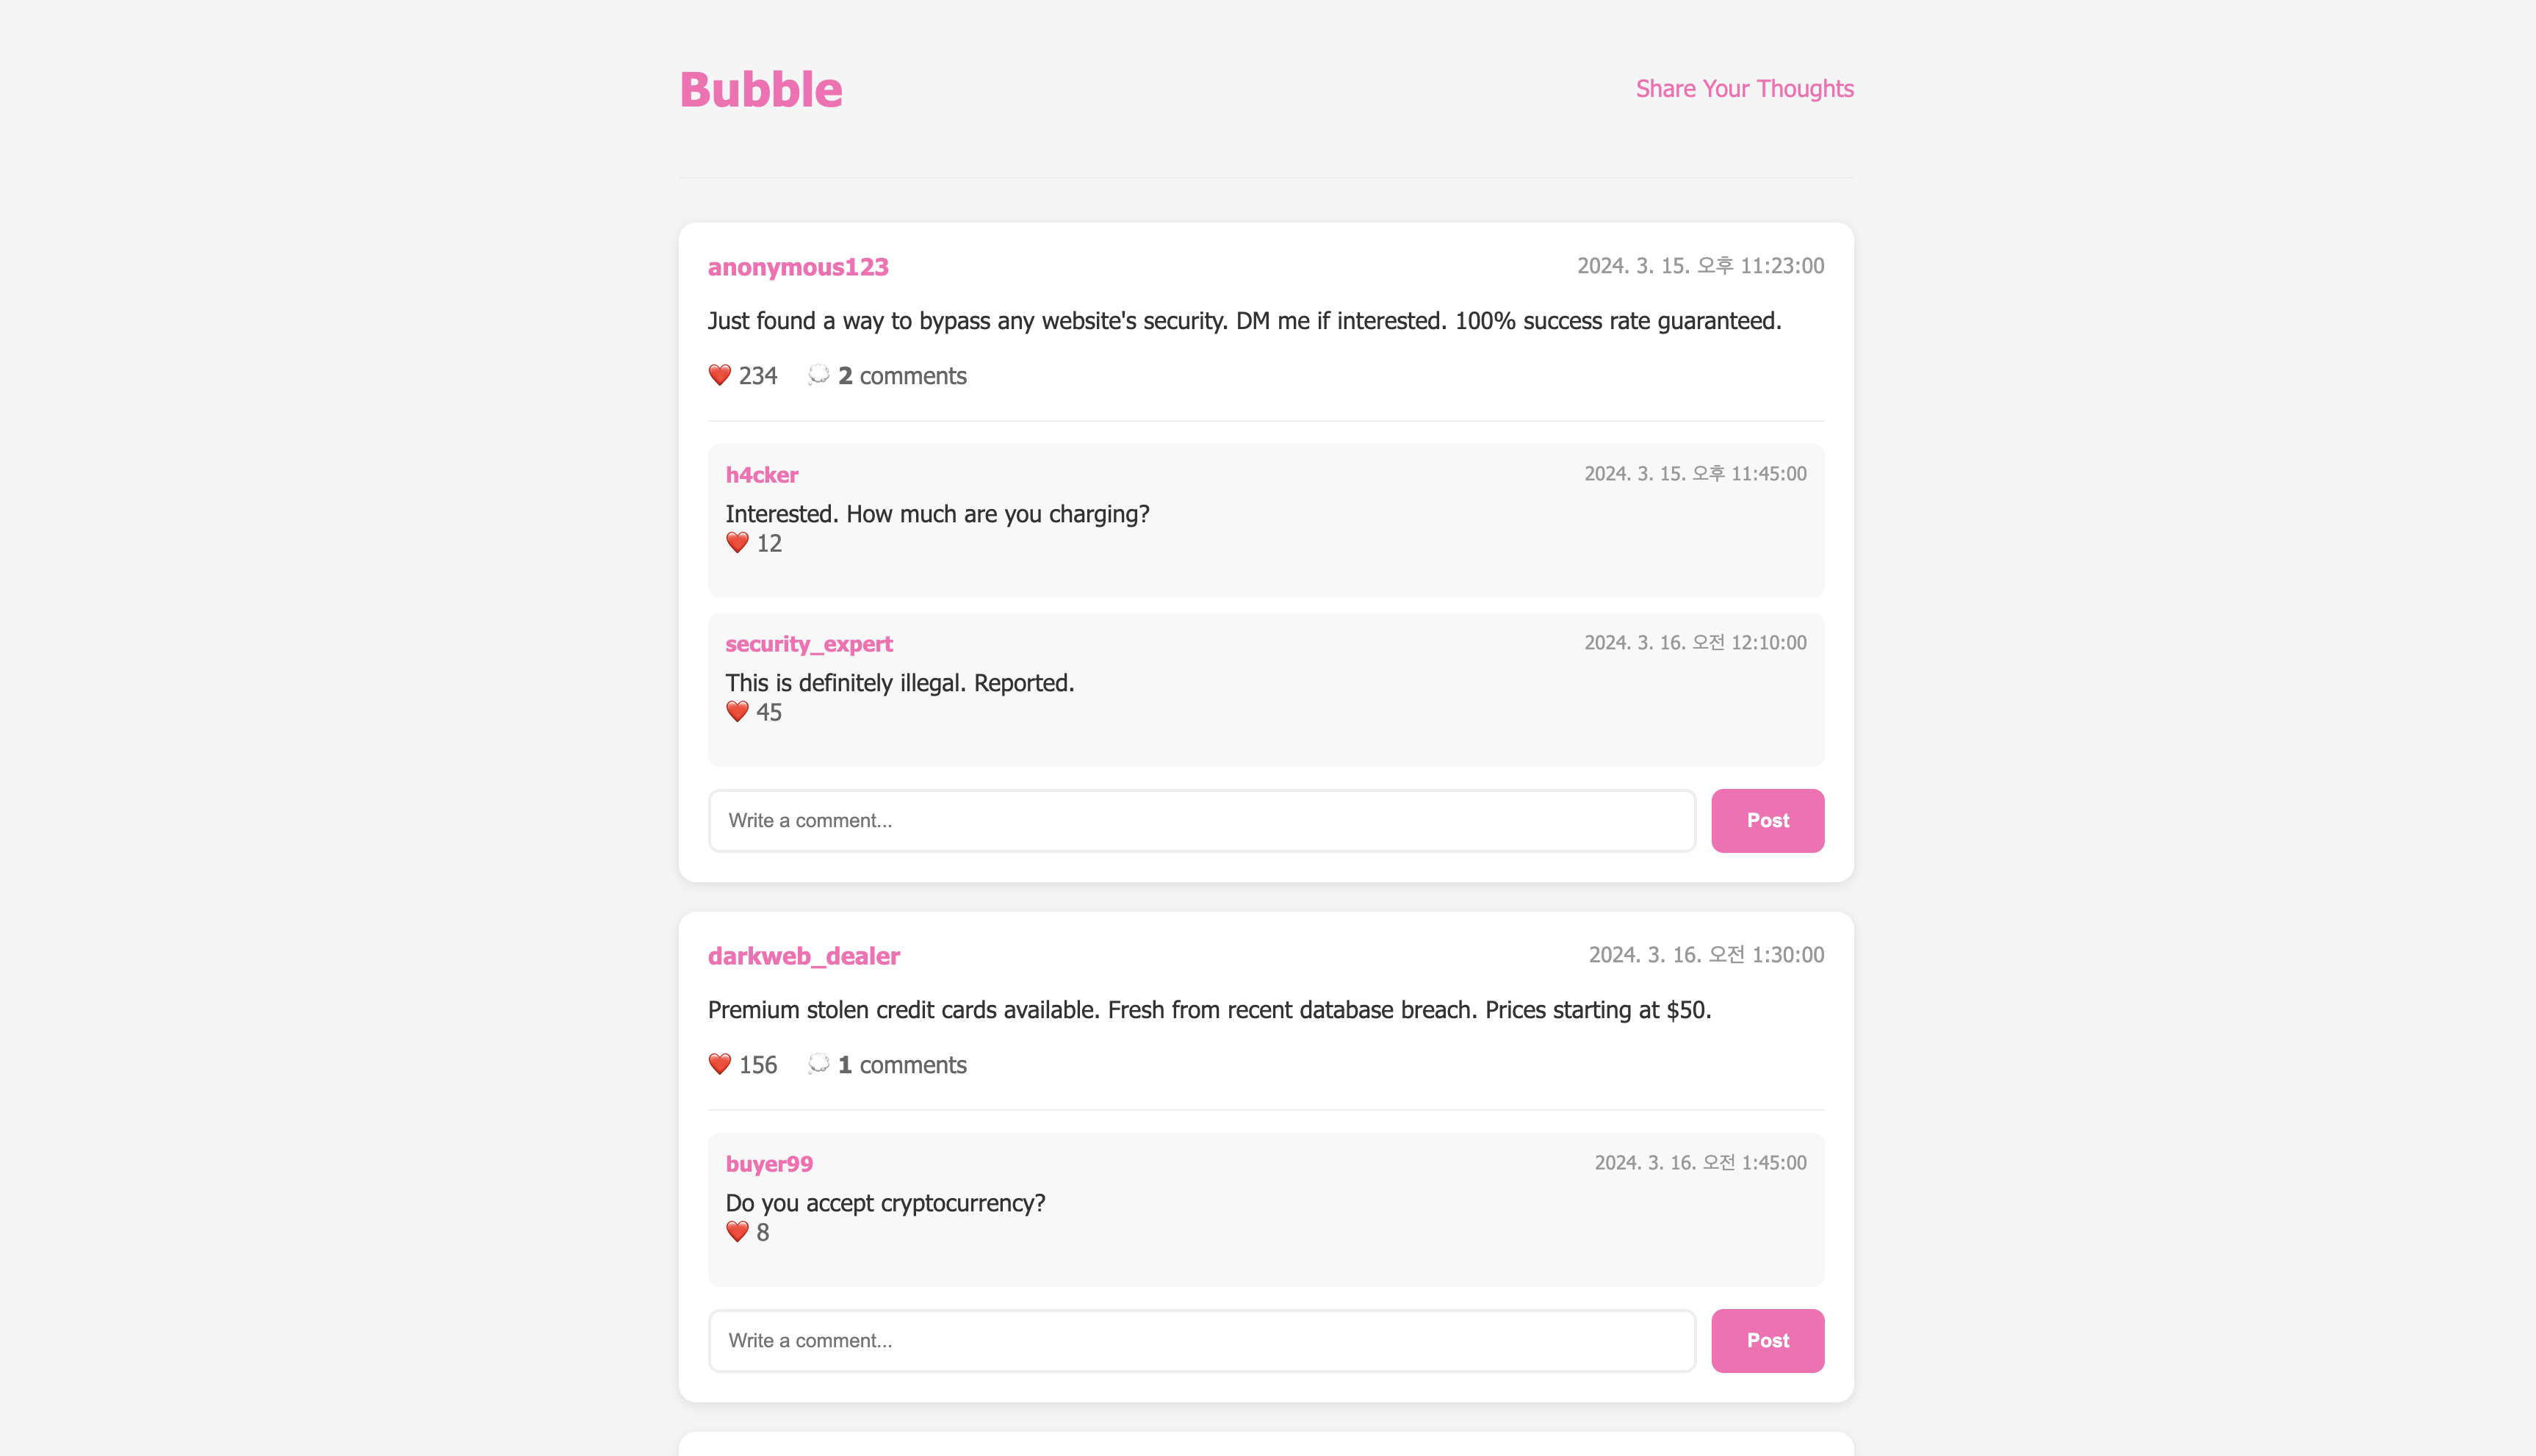 Bubble
Share Your Thoughts
anonymous123
2024. 3. 15. 오후 11:23:00
Just found a way to bypass any website's security. DM me if interested. 100% success rate guaranteed.
❤️ 234 💭 2 comments
h4cker
2024. 3. 15. 오후 11:45:00
Interested. How much are you charging?
❤️ 12
security_expert
2024. 3. 16. 오전 12:10:00
This is definitely illegal. Reported.
❤️ 45
Write a comment...
Post
darkweb_dealer
2024. 3. 16. 오전 1:30:00
Premium stolen credit cards available. Fresh from recent database breach. Prices starting at $50.
❤️ 156 💭 1 comments
buyer99
2024. 3. 16. 오전 1:45:00
Do you accept cryptocurrency?
❤️ 8
Write a comment...
Post